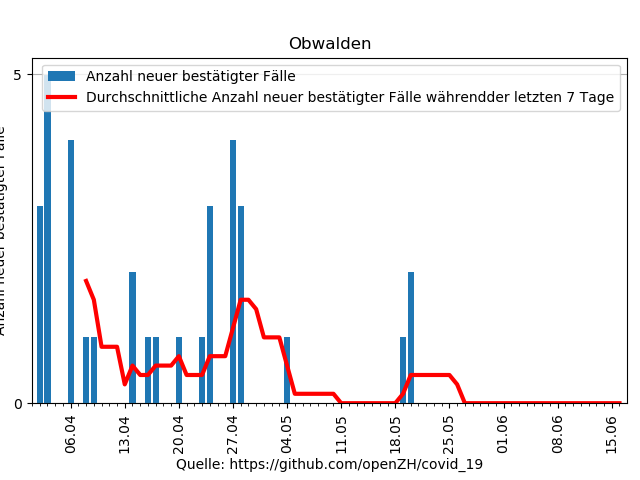 Obwalden
Anzahl neuer bestätigter Fälle
Durchschnittliche Anzahl neuer bestätigter Fälle währendder letzten 7 Tage
5
0
Anzahl neuer bestätigter Fälle
06.04 13.04 20.04 27.04 04.05 11.05 18.05 25.05 01.06 08.06 15.06
Quelle: https://github.com/openZH/covid_19